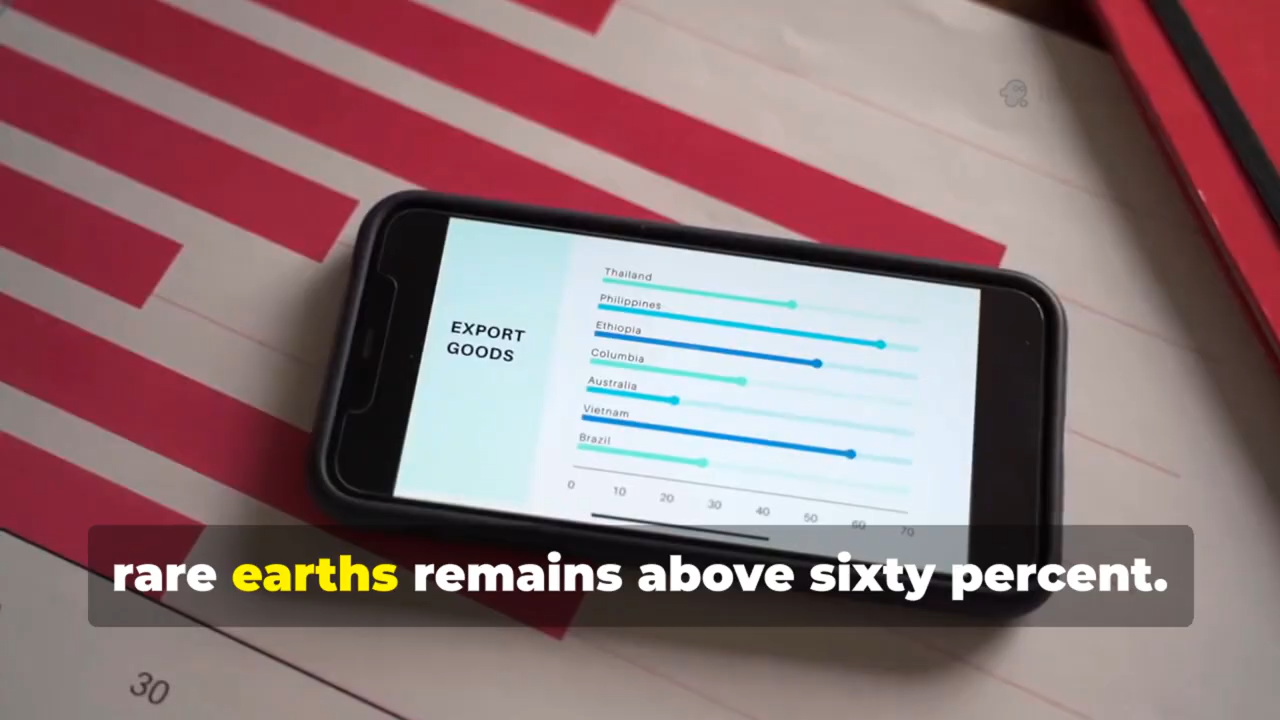 EXPORT
GOODS
Thailand
Philippines
Ethiopia
Columbia
Australia
Vietnam
Brazil
0 10 20 30 40 50 60 70
rare earths remains above sixty percent.
30